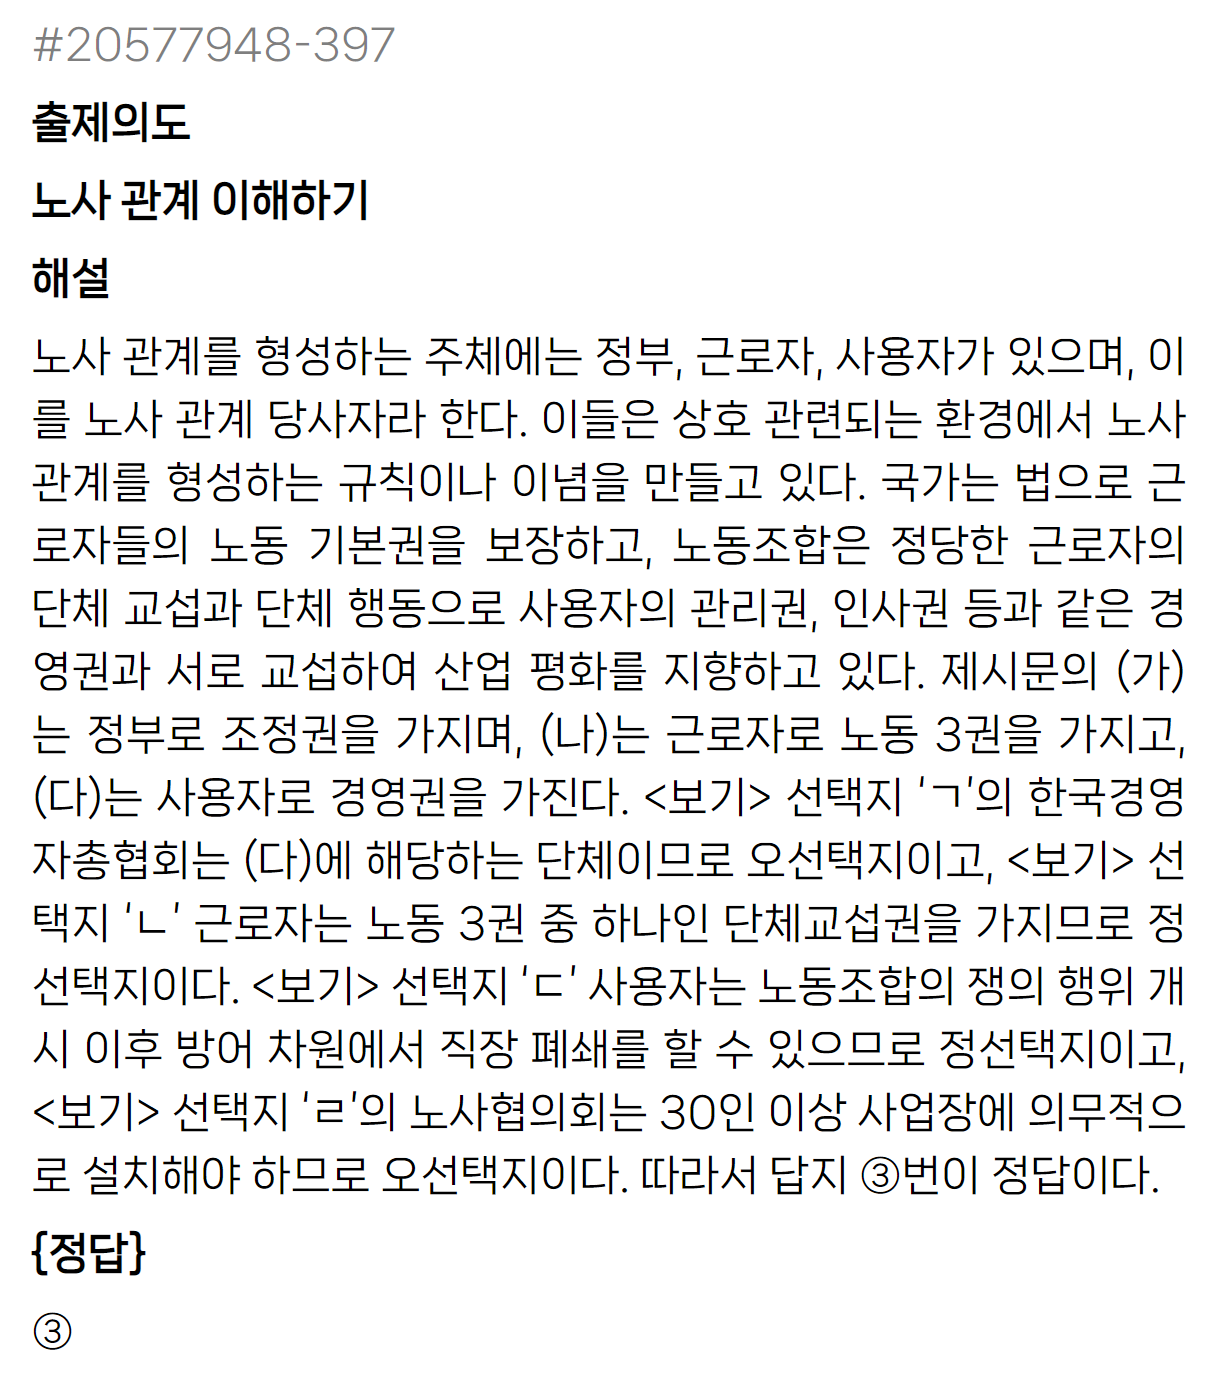 #20577948-397
출제의도
노사 관계 이해하기
해설
노사 관계를 형성하는 주체에는 정부, 근로자, 사용자가 있으며, 이
를 노사 관계 당사자라 한다. 이들은 상호 관련되는 환경에서 노사
관계를 형성하는 규칙이나 이념을 만들고 있다. 국가는 법으로 근
로자들의 노동 기본권을 보장하고, 노동조합은 정당한 근로자의
단체 교섭과 단체 행동으로 사용자의 관리권, 인사권 등과 같은 경
영권과 서로 교섭하여 산업 평화를 지향하고 있다. 제시문의 (가)
는 정부로 조정권을 가지며, (나)는 근로자로 노동 3권을 가지고,
(다)는 사용자로 경영권을 가진다. <보기> 선택지 ‘ㄱ’의 한국경영
자총협회는 (다)에 해당하는 단체이므로 오선택지이고, <보기> 선
택지 ‘ㄴ’ 근로자는 노동 3권 중 하나인 단체교섭권을 가지므로 정
선택지이다. <보기> 선택지 ‘ㄷ’ 사용자는 노동조합의 쟁의 행위 개
시 이후 방어 차원에서 직장 폐쇄를 할 수 있으므로 정선택지이고,
<보기> 선택지 ‘ㄹ’의 노사협의회는 30인 이상 사업장에 의무적으
로 설치해야 하므로 오선택지이다. 따라서 답지 ③번이 정답이다.
{정답}
③